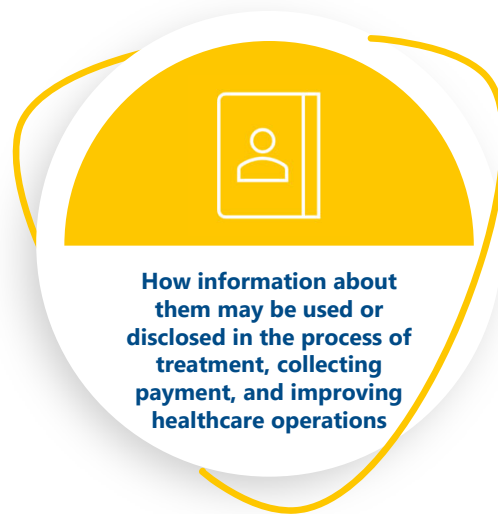 How information about
them may be used or
disclosed in the process of
treatment, collecting
payment, and improving
healthcare operations